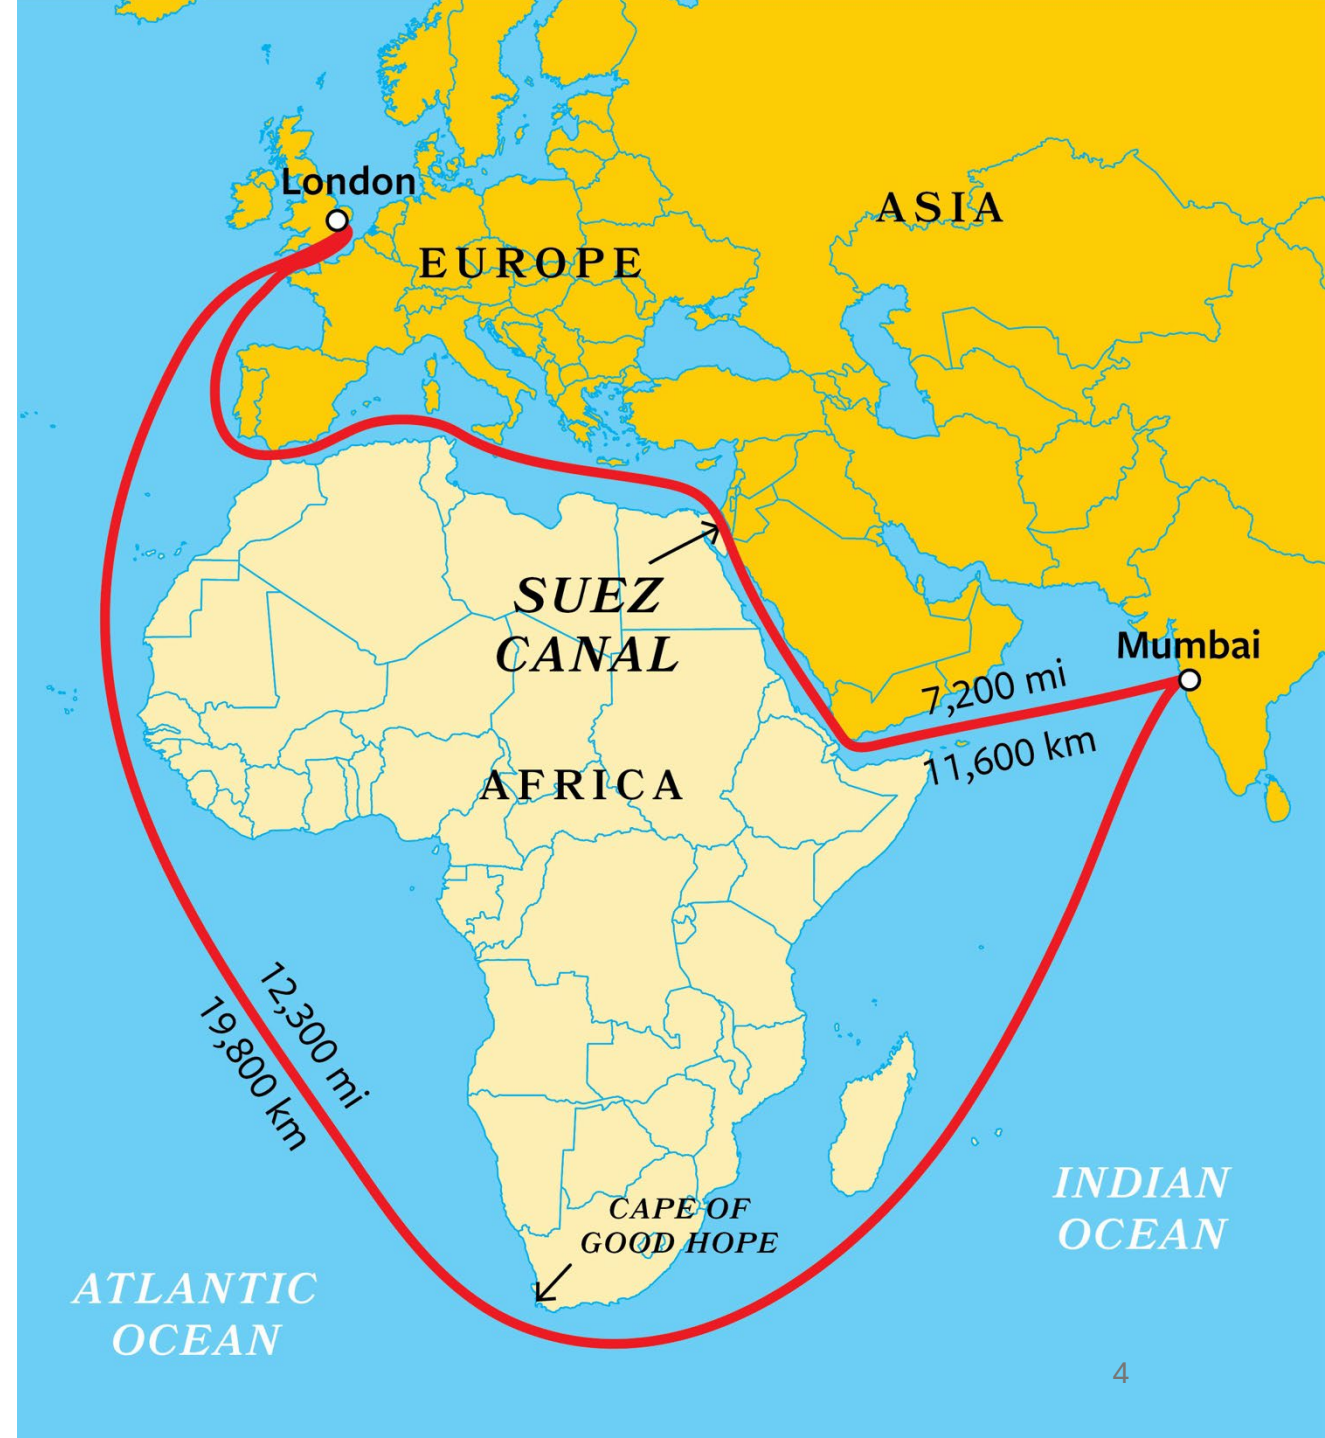 London
ASIA
EUROPE
SUEZ
CANAL
Mumbai
7,200 mi
11,600 km
AFRICA
12,300 mi
19,800 km
CAPE OF
GOOD HOPE
INDIAN
OCEAN
ATLANTIC
OCEAN
4